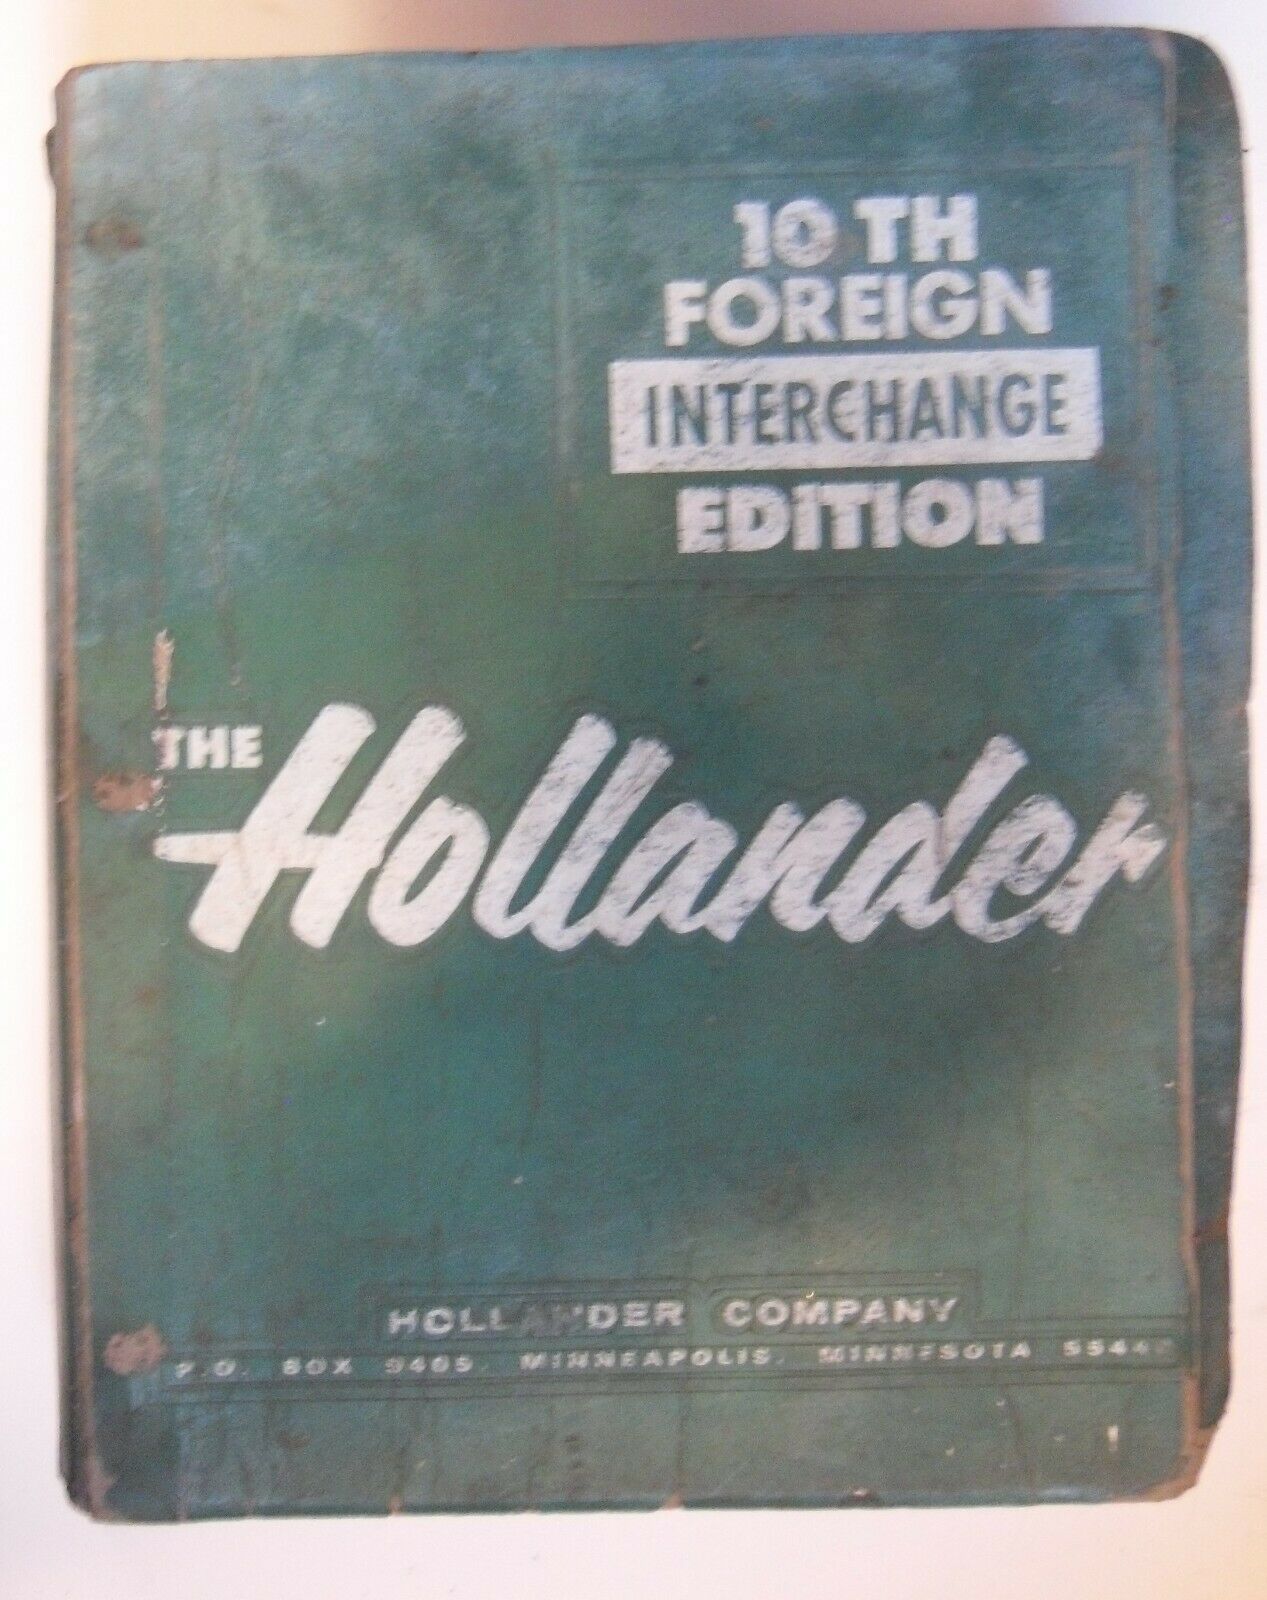 10 TH
FOREIGN
INTERCHANGE
EDITION
THE Hollander
HOLLANDER COMPANY
P.O. BOX 9405, MINNEAPOLIS, MINNESOTA